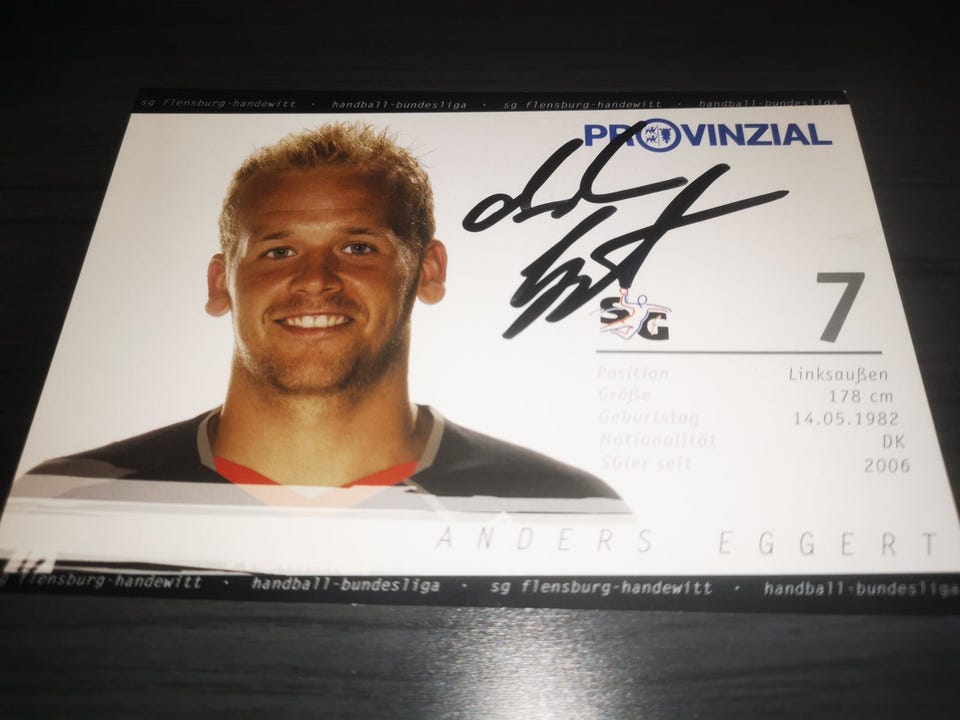 sg flensburg-handewitt · handball-bundesliga · sg flensburg-handewitt · handball-bundesliga
PROVINZIAL
7
SG
Position Linksaußen
Größe 178 cm
Geburtstag 14.05.1982
Nationalität DK
SGler seit 2006
ANDERS EGGERT
sg flensburg-handewitt · handball-bundesliga · sg flensburg-handewitt · handball-bundesliga